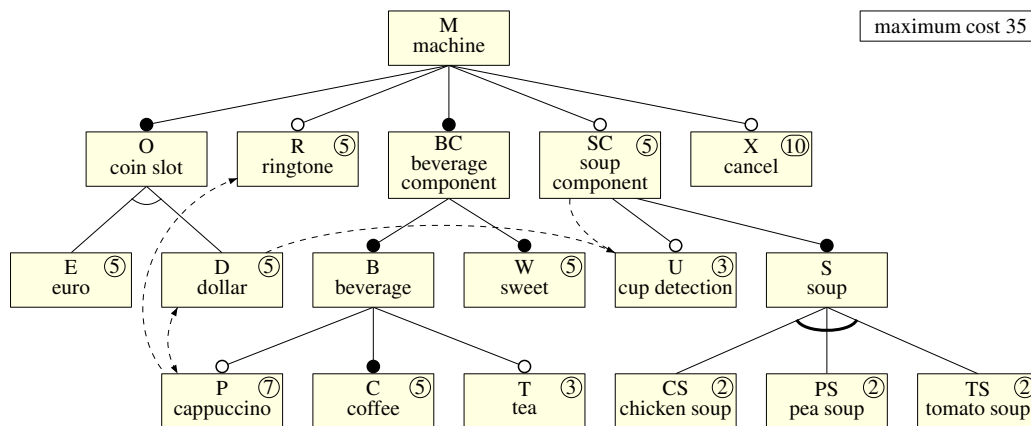 M
machine
maximum cost 35
O
coin slot
R 5
ringtone
BC
beverage
component
SC 5
soup
component
X 10
cancel
E 5
euro
D 5
dollar
B
beverage
W 5
sweet
U 3
cup detection
S
soup
P 7
cappuccino
C 5
coffee
T 3
tea
CS 2
chicken soup
PS 2
pea soup
TS 2
tomato soup